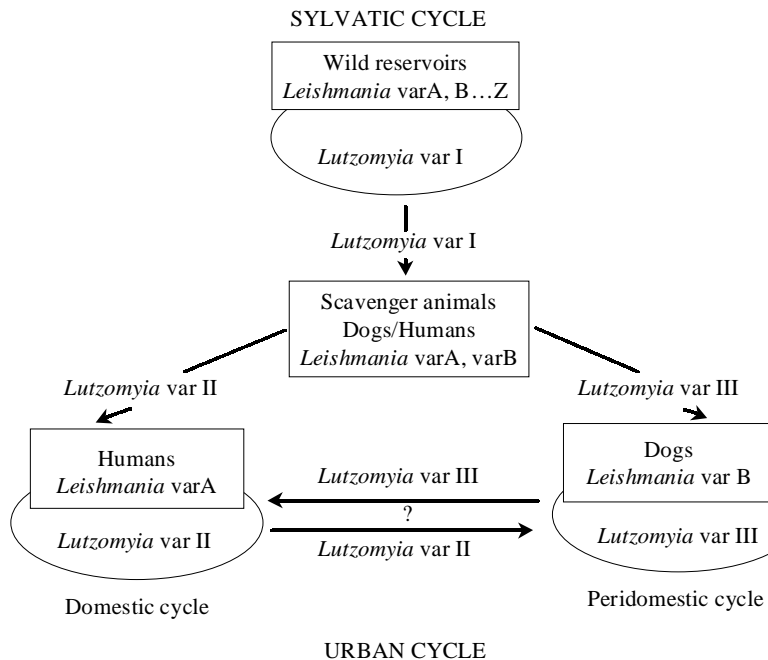 SYLVATIC CYCLE
Wild reservoirs
Leishmania varA, B…Z
Lutzomyia var I
Lutzomyia var I
Scavenger animals
Dogs/Humans
Leishmania varA, varB
Lutzomyia var II
Lutzomyia var III
Humans
Leishmania varA
Lutzomyia var II
Domestic cycle
Lutzomyia var III
?
Lutzomyia var II
Dogs
Leishmania var B
Lutzomyia var III
Peridomestic cycle
URBAN CYCLE